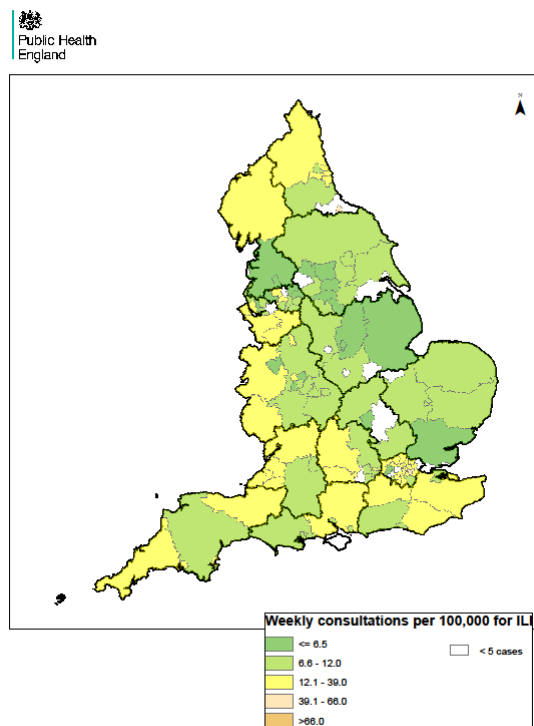 Public Health
England
N
Weekly consultations per 100,000 for ILI
<= 6.5
< 5 cases
6.6 - 12.0
12.1 - 39.0
39.1 - 66.0
>66.0